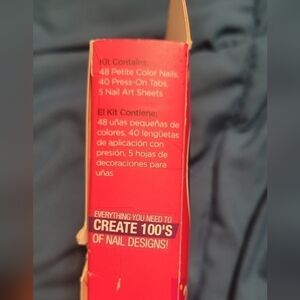 Kit Contains:
48 Petite Color Nails,
40 Press-On Tabs,
5 Nail Art Sheets
El Kit Contiene:
48 uñas pequeñas de
colores, 40 lengüetas
de aplicación con
presión, 5 hojas de
decoraciones para
uñas
EVERYTHING YOU NEED TO
CREATE 100'S
OF NAIL DESIGNS!